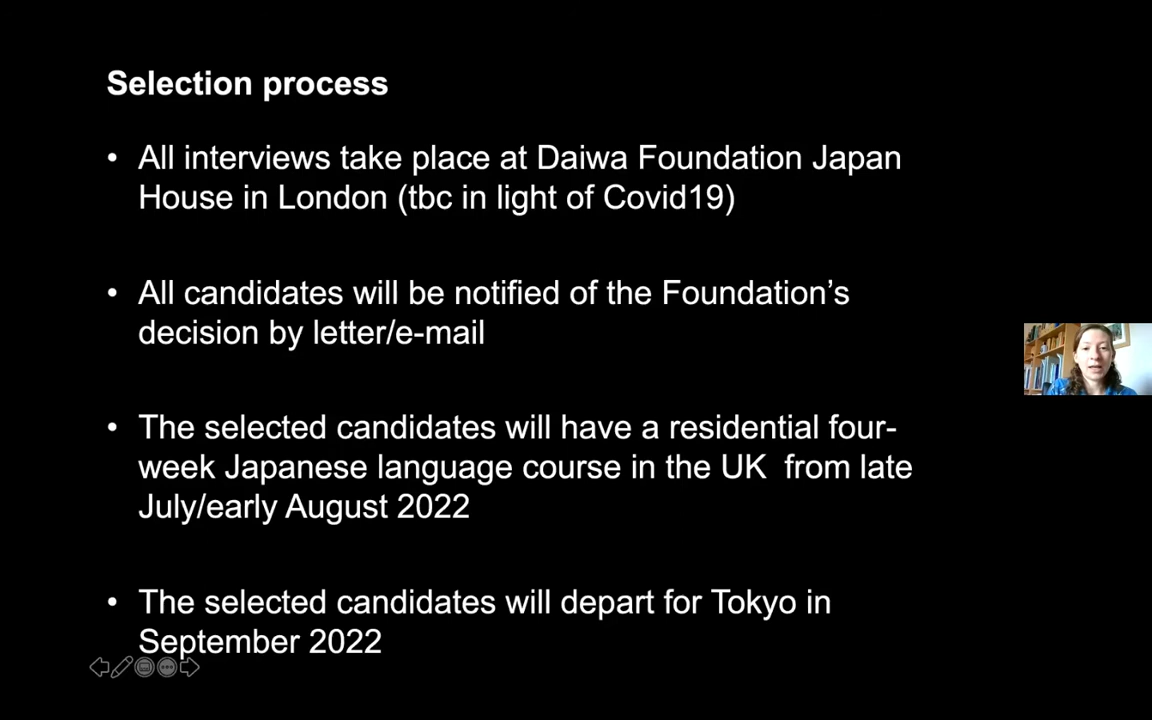 Selection process
• All interviews take place at Daiwa Foundation Japan
House in London (tbc in light of Covid19)
• All candidates will be notified of the Foundation’s
decision by letter/e-mail
• The selected candidates will have a residential four-
week Japanese language course in the UK  from late
July/early August 2022
• The selected candidates will depart for Tokyo in
September 2022